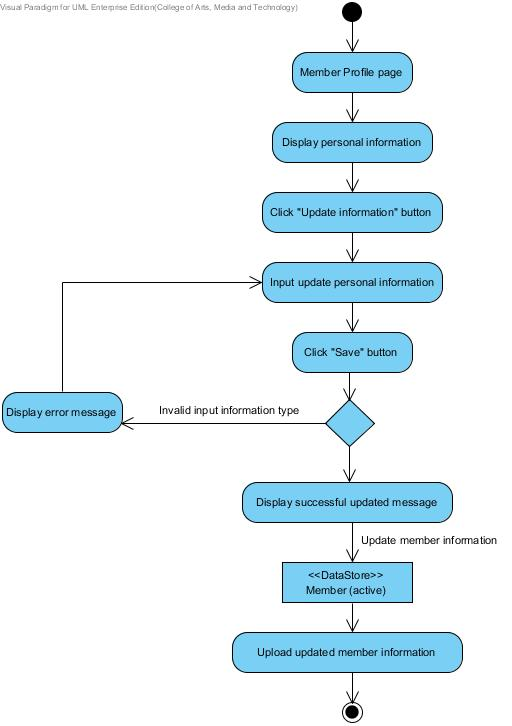 Visual Paradigm for UML Enterprise Edition(College of Arts, Media and Technology)
Member Profile page
Display personal information
Click "Update information" button
Input update personal information
Click "Save" button
Display error message
Invalid input information type
Display successful updated message
Update member information
<<DataStore>>
Member (active)
Upload updated member information